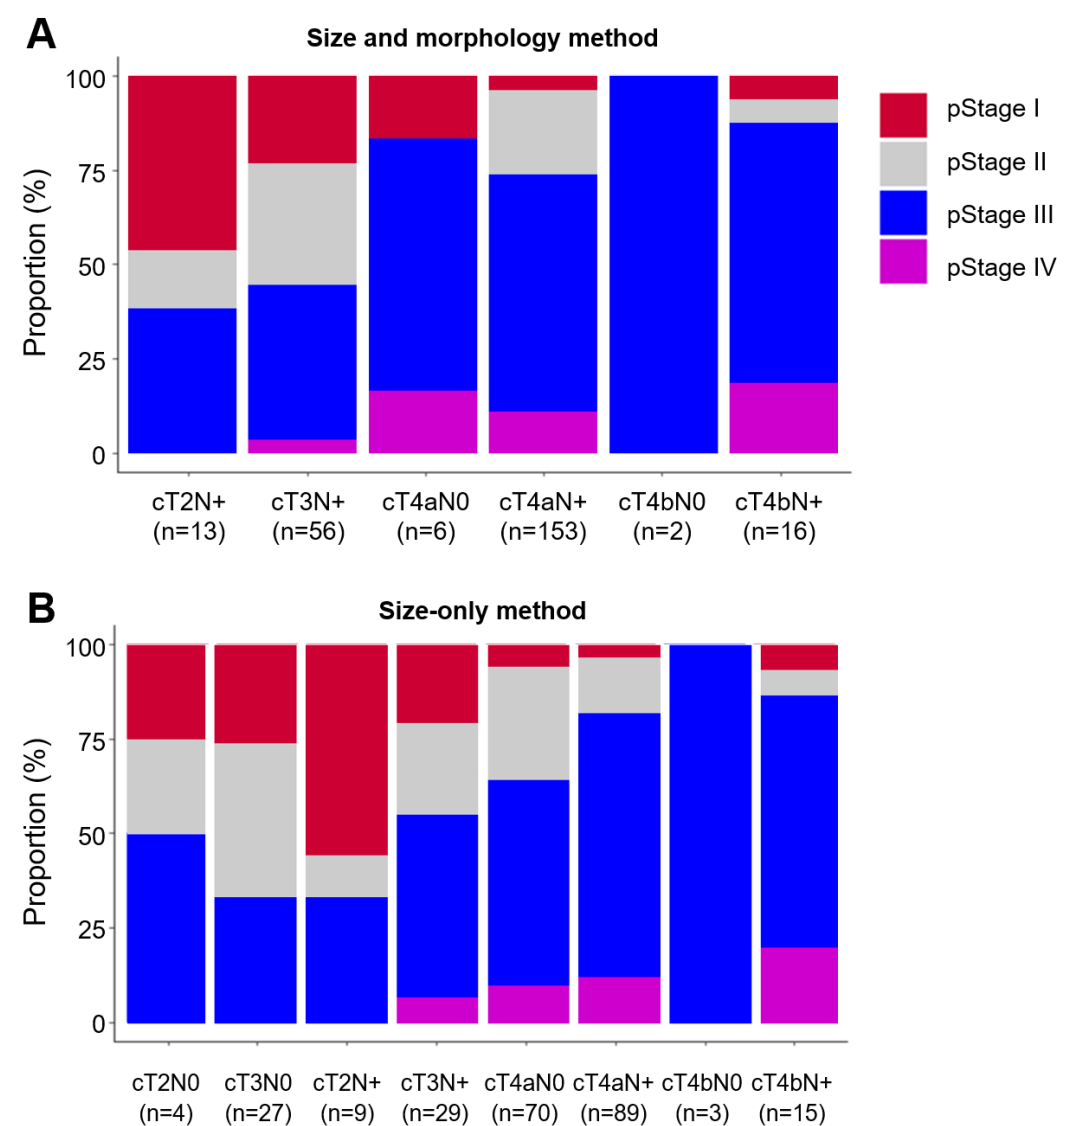 A
Size and morphology method
Proportion (%)
100
75
50
25
0
cT2N+ cT3N+ cT4aN0 cT4aN+ cT4bN0 cT4bN+
(n=13) (n=56) (n=6) (n=153) (n=2) (n=16)
pStage I
pStage II
pStage III
pStage IV
B
Size-only method
Proportion (%)
100
75
50
25
0
cT2N0 cT3N0 cT2N+ cT3N+ cT4aN0 cT4aN+ cT4bN0 cT4bN+
(n=4) (n=27) (n=9) (n=29) (n=70) (n=89) (n=3) (n=15)